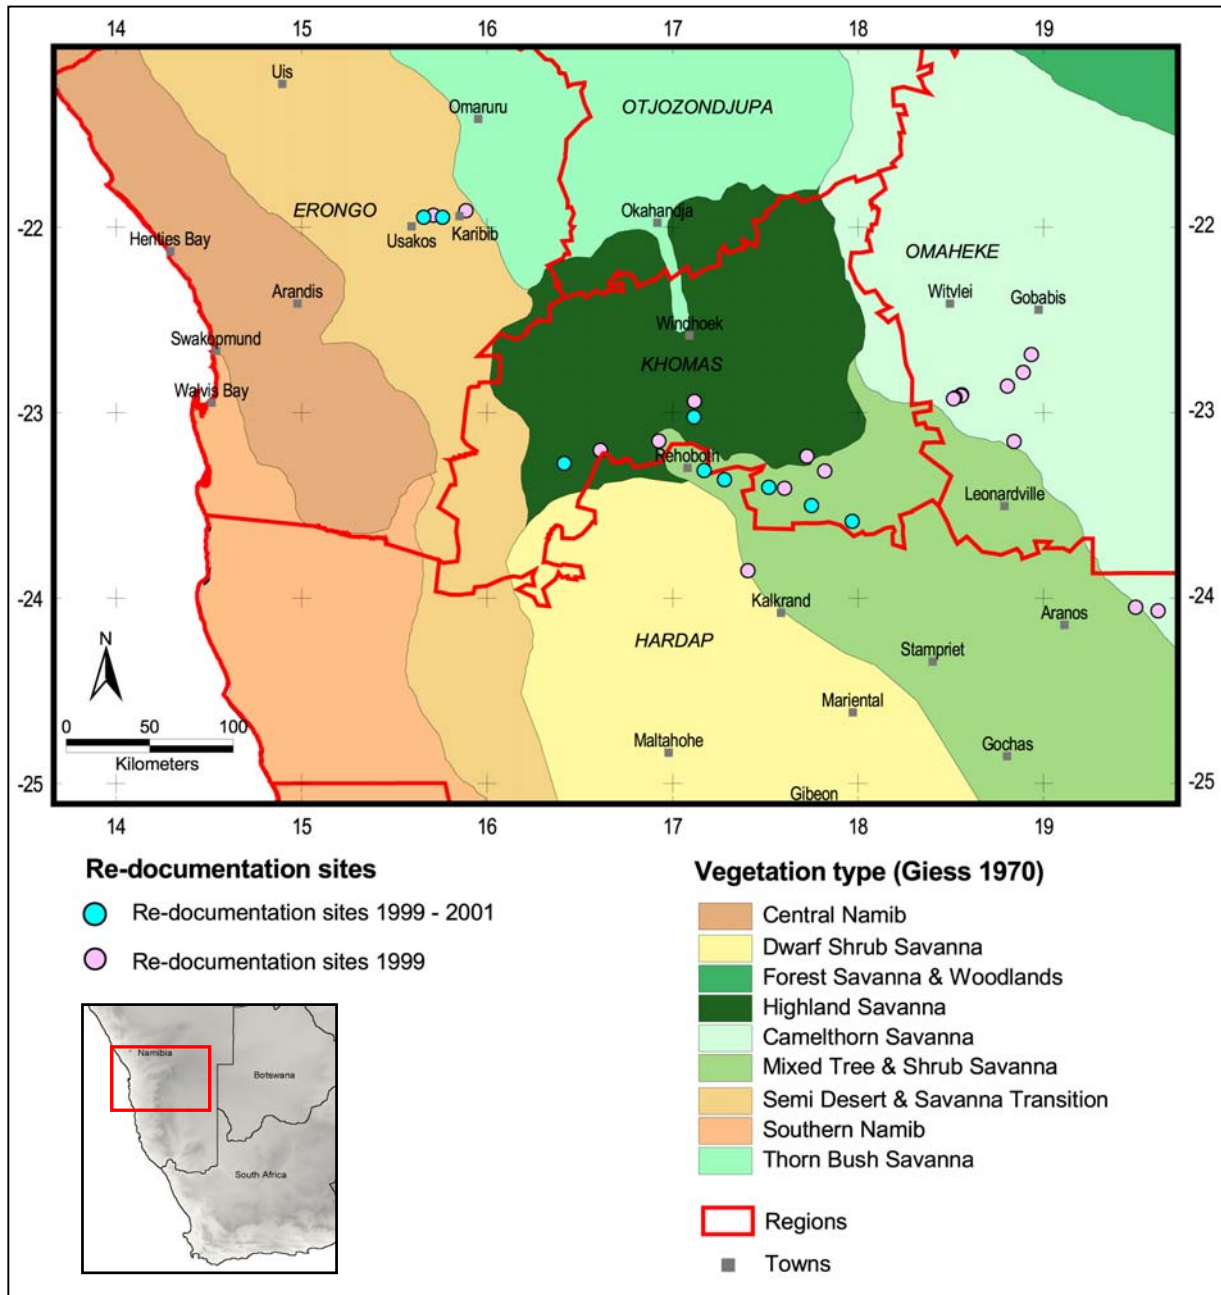 14 15 16 17 18 19
Uis
Omaruru
OTJOZONDJUPA
ERONGO
Okahandja
-22 -22
Usakos
Karibib
Henties Bay
OMAHEKE
Arandis
Witvlei
Gobabis
Swakopmund
Windhoek
KHOMAS
Walvis Bay
-23 -23
Rehoboth
Leonardville
-24 -24
Kalkrand
Aranos
N
HARDAP
Stampriet
Mariental
0 50 100
Kilometers
Maltahohe
Gochas
-25 -25
Gibeon
14 15 16 17 18 19
Re-documentation sites
Re-documentation sites 1999 - 2001
Re-documentation sites 1999
Vegetation type (Giess 1970)
Central Namib
Dwarf Shrub Savanna
Forest Savanna & Woodlands
Highland Savanna
Camelthorn Savanna
Mixed Tree & Shrub Savanna
Semi Desert & Savanna Transition
Southern Namib
Thorn Bush Savanna
Regions
Towns
Namibia
Botswana
South Africa